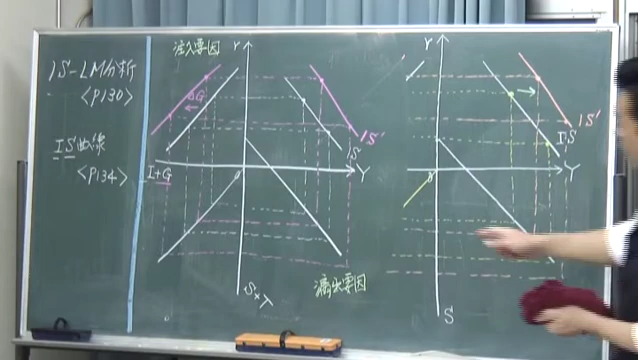 IS-LM分析
<P130>
IS曲線
<P134>
注入要因
r
ΔG
IS'
IS
Y
I+G
0
S+T
漏出要因
r
IS'
IS
Y
0
S